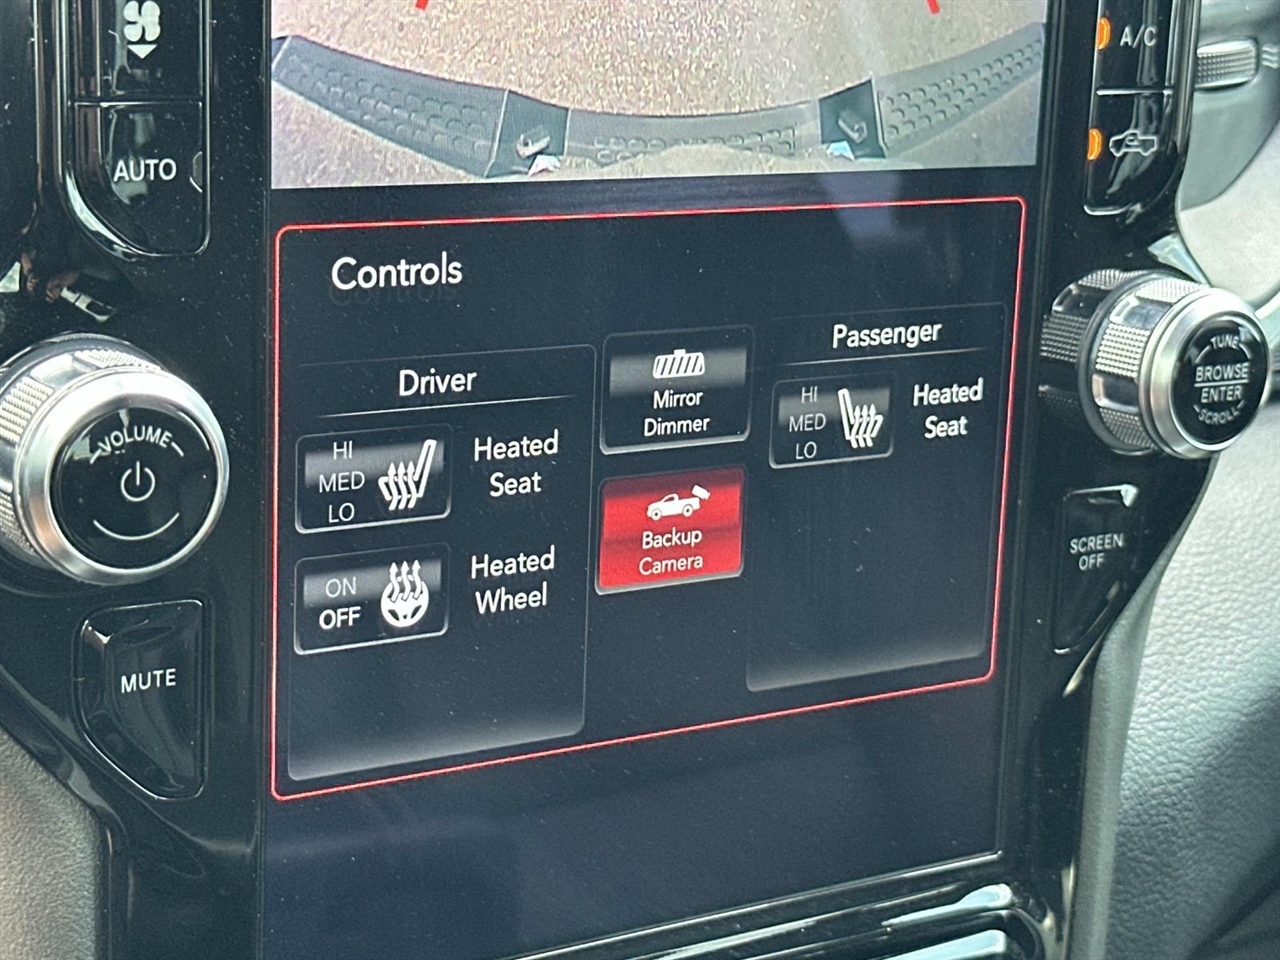 A/C
AUTO
Controls
Driver
HI
MED
LO
Heated
Seat
ON
OFF
Heated
Wheel
Mirror
Dimmer
Backup
Camera
Passenger
HI
MED
LO
Heated
Seat
VOLUME
MUTE
TUNE
BROWSE
ENTER
SCROLL
SCREEN
OFF